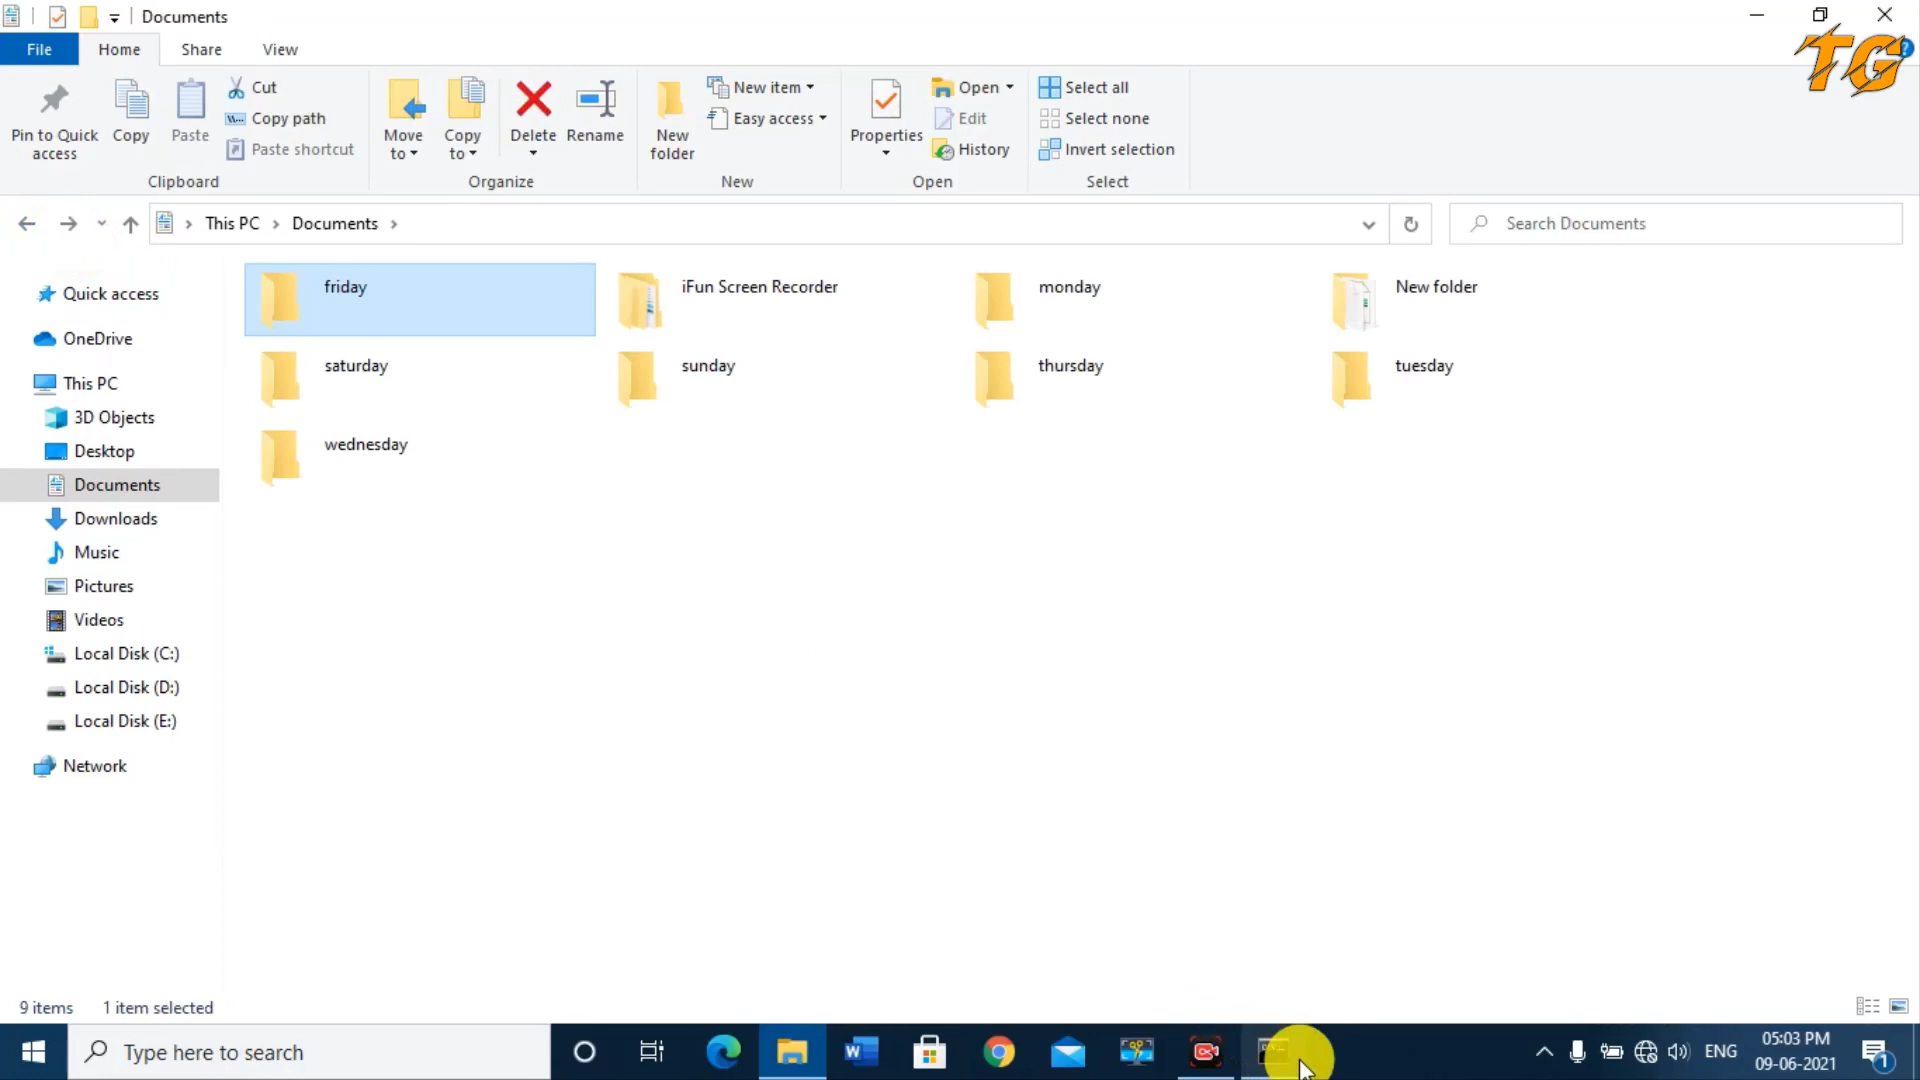 Documents
File Home Share View
TG
Pin to Quick access
Copy
Paste
Cut
Copy path
Paste shortcut
Clipboard
Move to
Copy to
Delete
Rename
Organize
New folder
New item
Easy access
New
Properties
Open
Edit
History
Open
Select all
Select none
Invert selection
Select
This PC > Documents >
Search Documents
Quick access
OneDrive
This PC
3D Objects
Desktop
Documents
Downloads
Music
Pictures
Videos
Local Disk (C:)
Local Disk (D:)
Local Disk (E:)
Network
friday iFun Screen Recorder monday New folder
saturday sunday thursday tuesday
wednesday
9 items 1 item selected
Type here to search
ENG
05:03 PM
09-06-2021
1